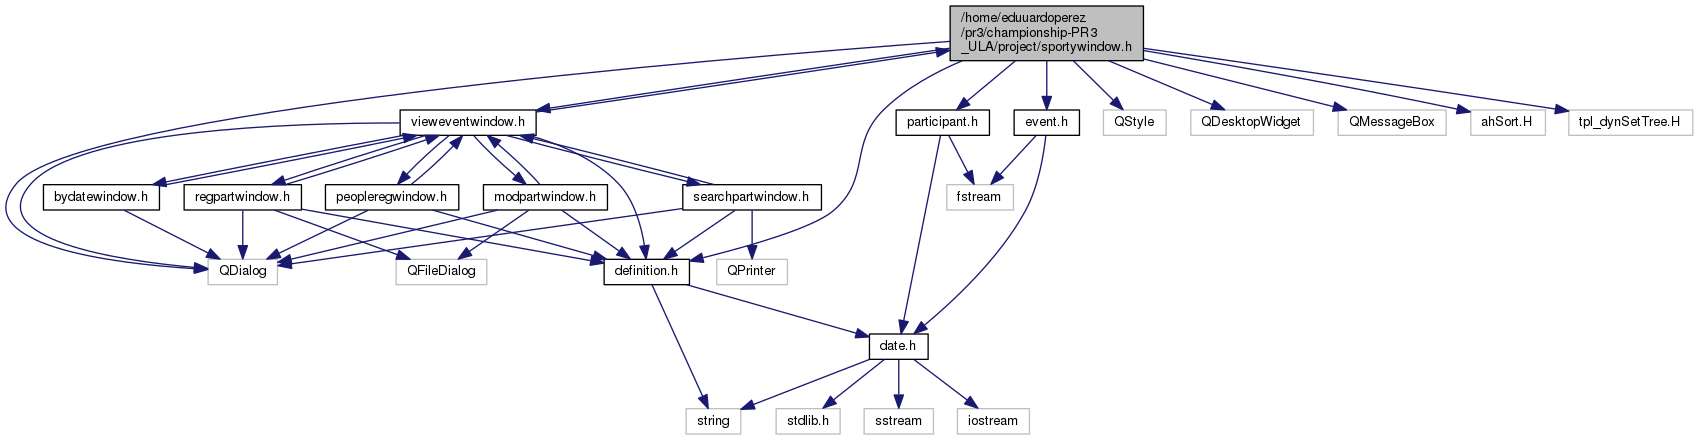 /home/eduuardoperez
/pr3/championship-PR3
_ULA/project/sportywindow.h
vieweventwindow.h
participant.h
event.h
QStyle
QDesktopWidget
QMessageBox
ahSort.H
tpl_dynSetTree.H
bydatewindow.h
regpartwindow.h
peopleregwindow.h
modpartwindow.h
searchpartwindow.h
fstream
QDialog
QFileDialog
definition.h
QPrinter
date.h
string
stdlib.h
sstream
iostream